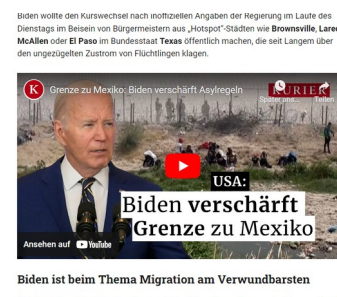 Biden wollte den Kurswechsel nach inoffiziellen Angaben der Regierung im Laufe des
Dienstags im Beisein von Bürgermeistern aus „Hotspot"-Städten wie Brownsville, Lared
McAllen oder El Paso im Bundesstaat Texas öffentlich machen, die seit Langem über
den ungezügelten Zustrom von Flüchtlingen klagen.
K Grenze zu Mexiko: Biden verschärft Asylregeln
KURIER
Später ans... Teilen
USA:
Biden verschärft
Grenze zu Mexiko
Ansehen auf YouTube
Biden ist beim Thema Migration am Verwundbarsten